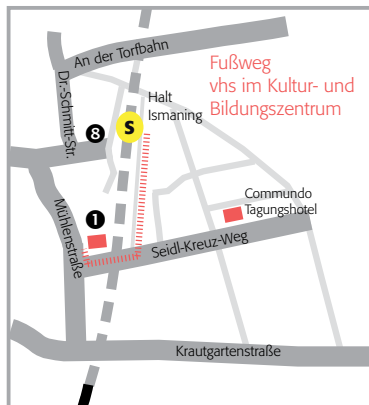 An der Torfbahn
Fußweg
vhs im Kultur- und
Bildungszentrum
Dr.-Schmitt-Str.
Halt
Ismaning
8
S
Mühlenstraße
1
Commundo
Tagungshotel
Seidl-Kreuz-Weg
Krautgartenstraße